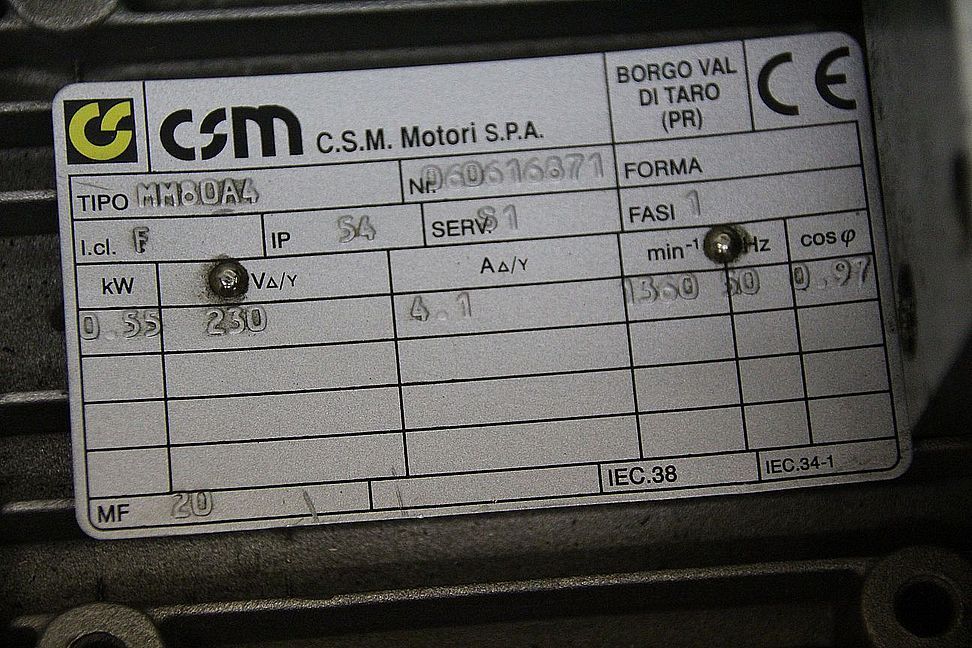 CSM C.S.M. Motori S.P.A. BORGO VAL DI TARO (PR) CE
TIPO MM80A4 Nr. 060616871 FORMA
I.cl. F IP 54 SERV. S1 FASI 1
kW VΔ/Y AΔ/Y min-1 Hz cos φ
0.55 230 4.1 1360 50 0.97
MF 20 IEC.38 IEC.34-1